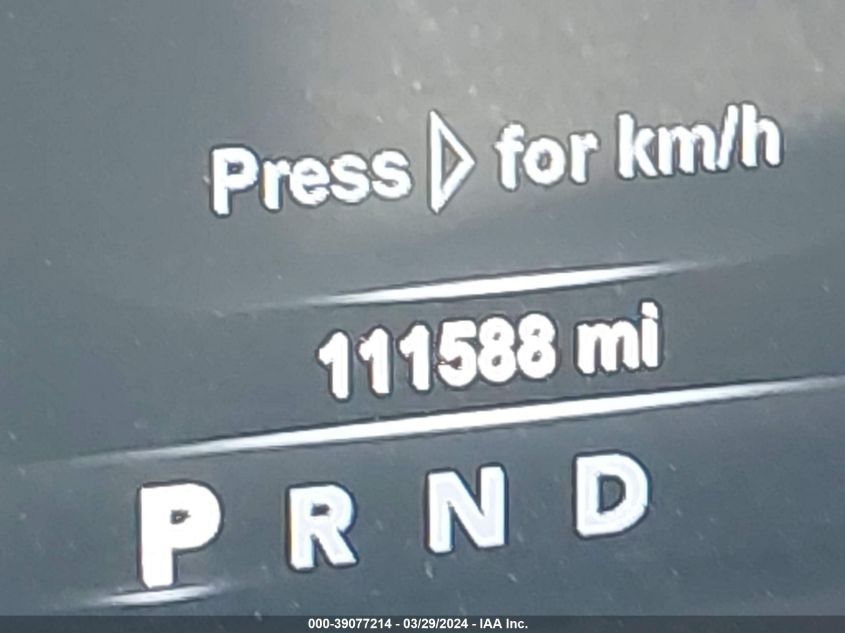 Press ▷ for km/h
111588 mi
P R N D
000-39077214 - 03/29/2024 - IAA Inc.